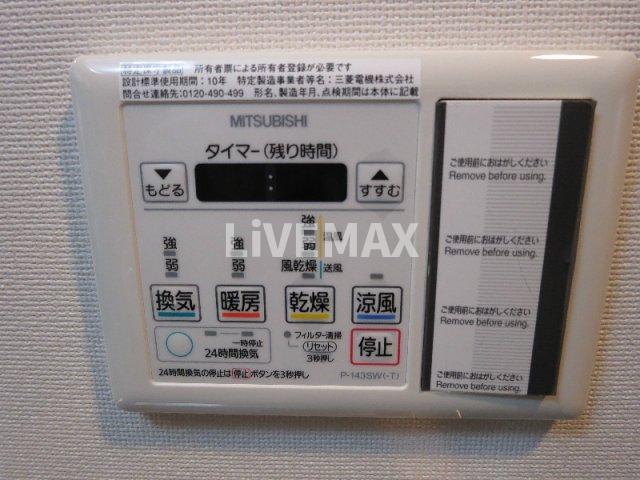 特定保守製品 所有者票による所有者登録が必要です
設計標準使用期間：10年 特定製造事業者等名：三菱電機株式会社
問合せ連絡先：0120-490-499 形名、製造年月、点検期間は本体に記載
MITSUBISHI
タイマー(残り時間)
▼ もどる
:
▲ すすむ
LiVE MAX
強 強 強 温風
弱 弱 弱
風乾燥 送風
換気 暖房 乾燥 涼風
一時停止
24時間換気
フィルター清掃
リセット
3秒押し
停止
24時間換気の停止は停止ボタンを3秒押し
P-143SW(-T)
ご使用前におはがしください
Remove before using.
ご使用前におはがしください
Remove before using.
ご使用前におはがしください
Remove before using.
ご使用前におはがしください
Remove before using.